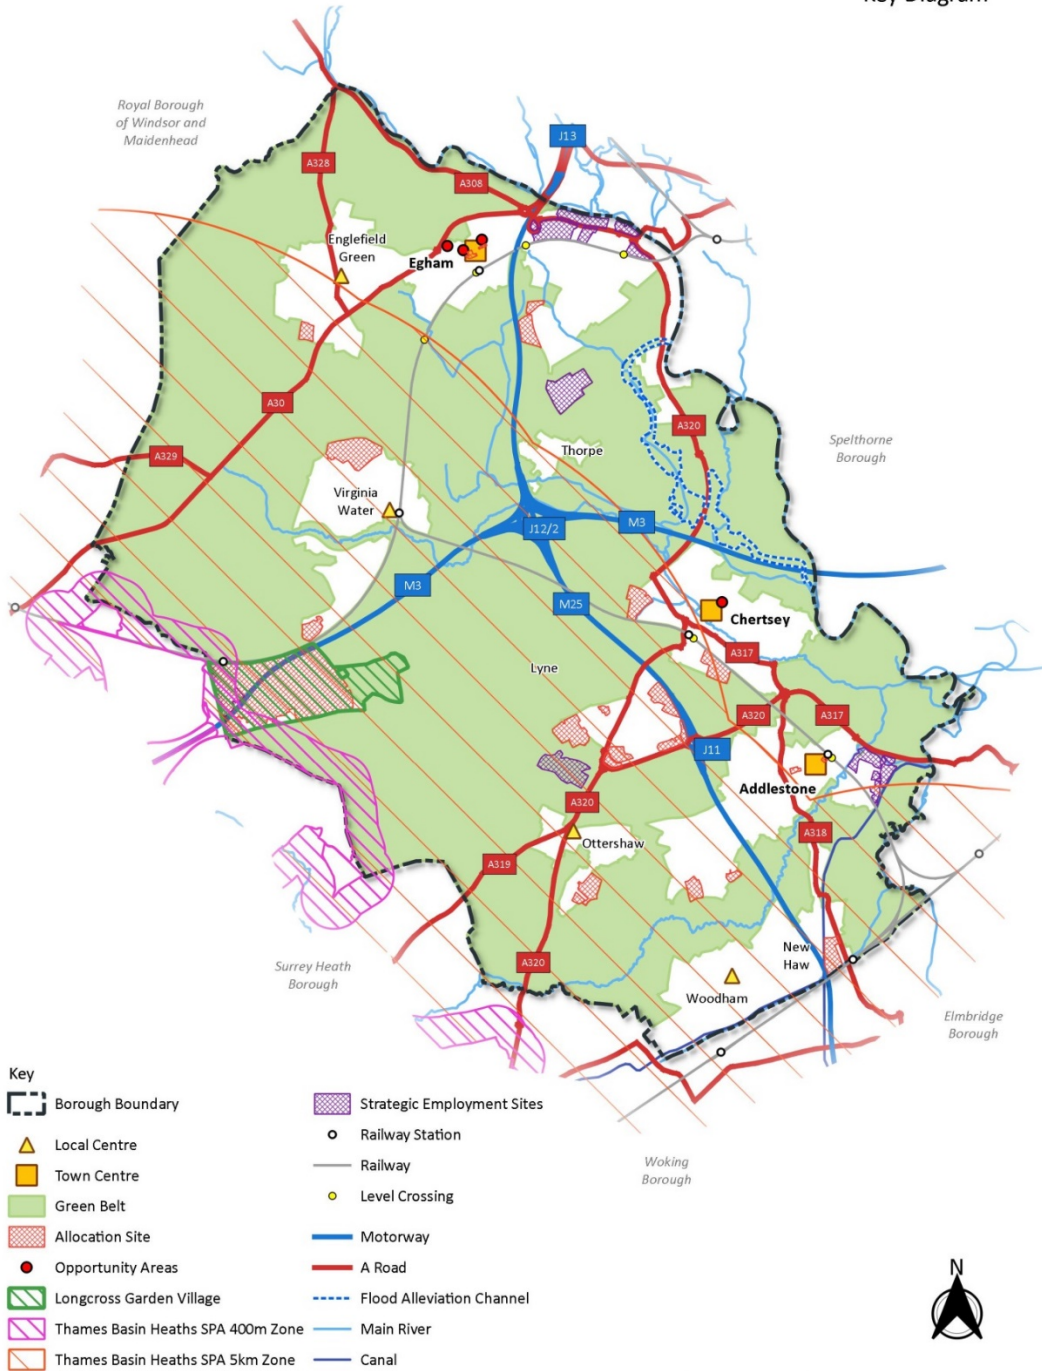 Key Diagram
Royal Borough
of Windsor and
Maidenhead
J13
A328
A308
Englefield
Green
Egham
A30
A320
A329
Thorpe
Spelthorne
Borough
Virginia
Water
J12/2
M3
M3
M25
Chertsey
Lyne
A317
A320
A317
J11
Addlestone
A320
Ottershaw
A318
A319
New
Haw
A320
Surrey Heath
Borough
Woodham
Elmbridge
Borough
Woking
Borough
Key
Borough Boundary
Local Centre
Town Centre
Green Belt
Allocation Site
Opportunity Areas
Longcross Garden Village
Thames Basin Heaths SPA 400m Zone
Thames Basin Heaths SPA 5km Zone
Strategic Employment Sites
Railway Station
Railway
Level Crossing
Motorway
A Road
Flood Alleviation Channel
Main River
Canal
N